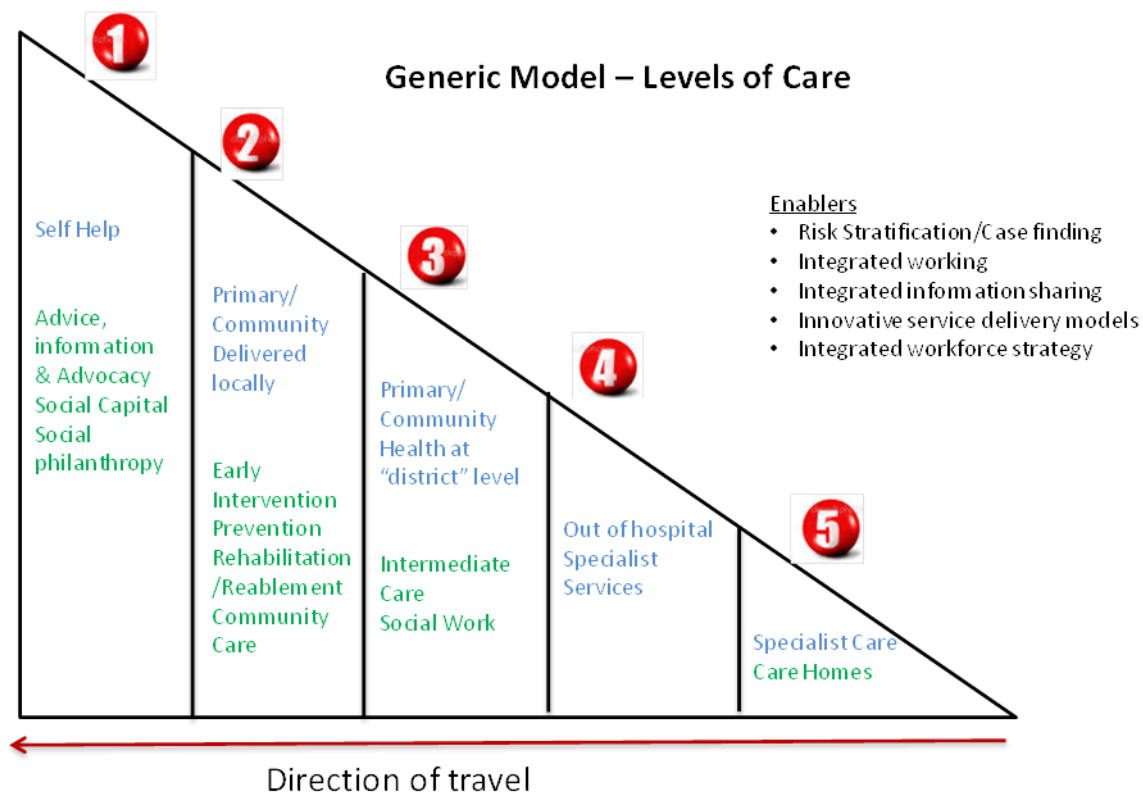 1
Generic Model – Levels of Care
2
Enablers
• Risk Stratification/Case finding
• Integrated working
• Integrated information sharing
• Innovative service delivery models
• Integrated workforce strategy
Self Help
Advice,
information
& Advocacy
Social Capital
Social
philanthropy
Primary/
Community
Delivered
locally
Early
Intervention
Prevention
Rehabilitation
/Reablement
Community
Care
3
Primary/
Community
Health at
“district” level
Intermediate
Care
Social Work
4
Out of hospital
Specialist
Services
5
Specialist Care
Care Homes
Direction of travel